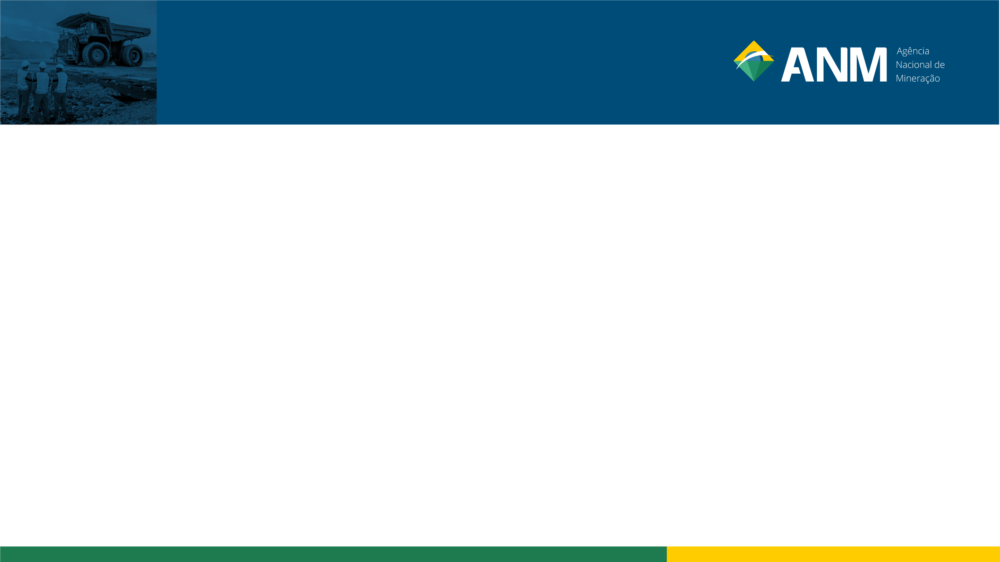 ANM
Agência
Nacional de
Mineração